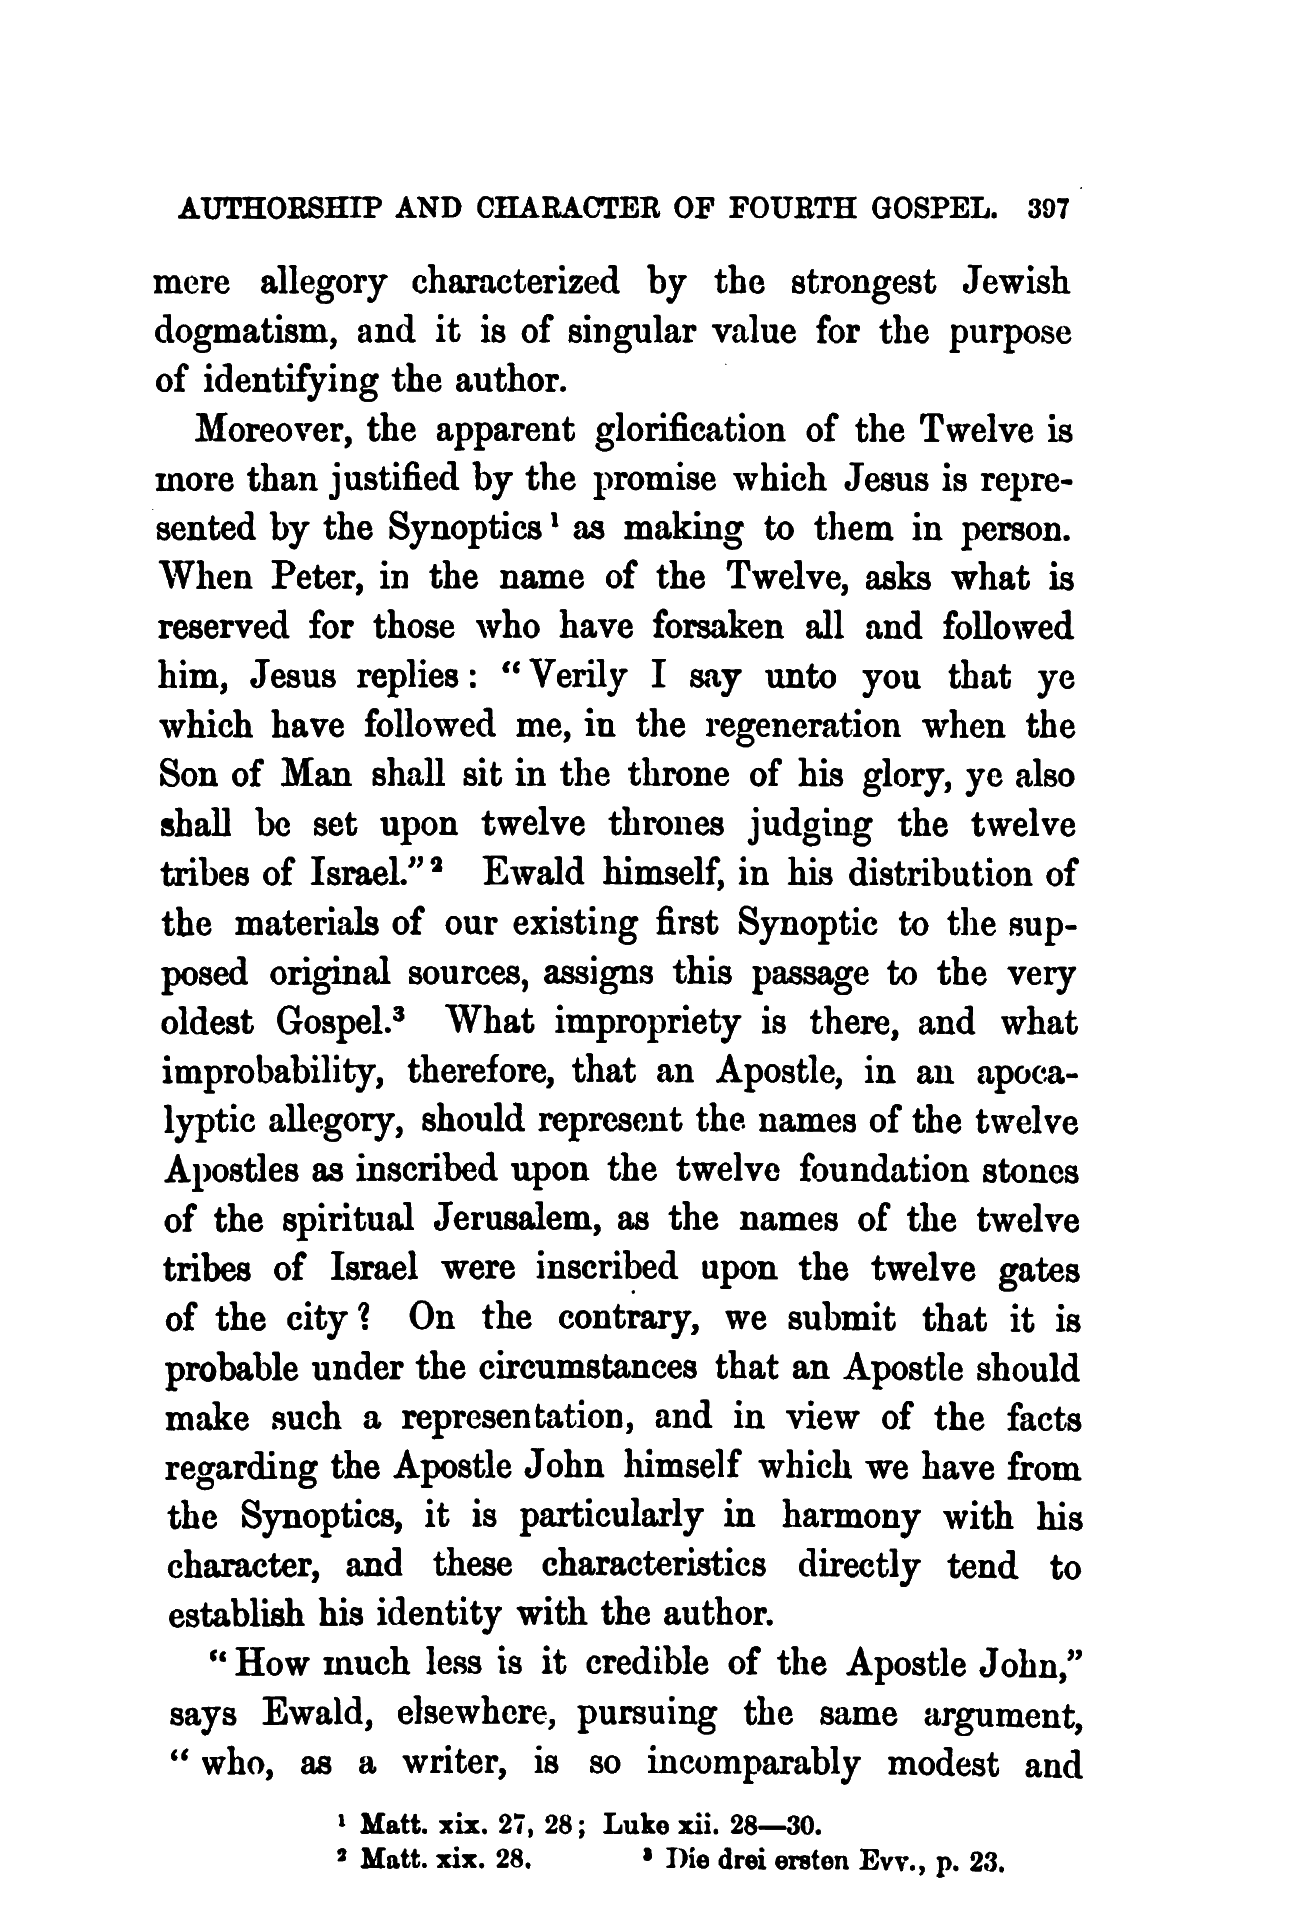 AUTHORSHIP AND CHARACTER OF FOURTH GOSPEL. 397
mere allegory characterized by the strongest Jewish
dogmatism, and it is of singular value for the purpose
of identifying the author.
Moreover, the apparent glorification of the Twelve is
more than justified by the promise which Jesus is repre-
sented by the Synoptics¹ as making to them in person.
When Peter, in the name of the Twelve, asks what is
reserved for those who have forsaken all and followed
him, Jesus replies: “Verily I say unto you that ye
which have followed me, in the regeneration when the
Son of Man shall sit in the throne of his glory, ye also
shall be set upon twelve thrones judging the twelve
tribes of Israel.”² Ewald himself, in his distribution of
the materials of our existing first Synoptic to the sup-
posed original sources, assigns this passage to the very
oldest Gospel.³ What impropriety is there, and what
improbability, therefore, that an Apostle, in an apoca-
lyptic allegory, should represent the names of the twelve
Apostles as inscribed upon the twelve foundation stones
of the spiritual Jerusalem, as the names of the twelve
tribes of Israel were inscribed upon the twelve gates
of the city? On the contrary, we submit that it is
probable under the circumstances that an Apostle should
make such a representation, and in view of the facts
regarding the Apostle John himself which we have from
the Synoptics, it is particularly in harmony with his
character, and these characteristics directly tend to
establish his identity with the author.
“How much less is it credible of the Apostle John,”
says Ewald, elsewhere, pursuing the same argument,
“who, as a writer, is so incomparably modest and
¹ Matt. xix. 27, 28; Luke xii. 28—30.
² Matt. xix. 28. ³ Die drei ersten Evv., p. 23.